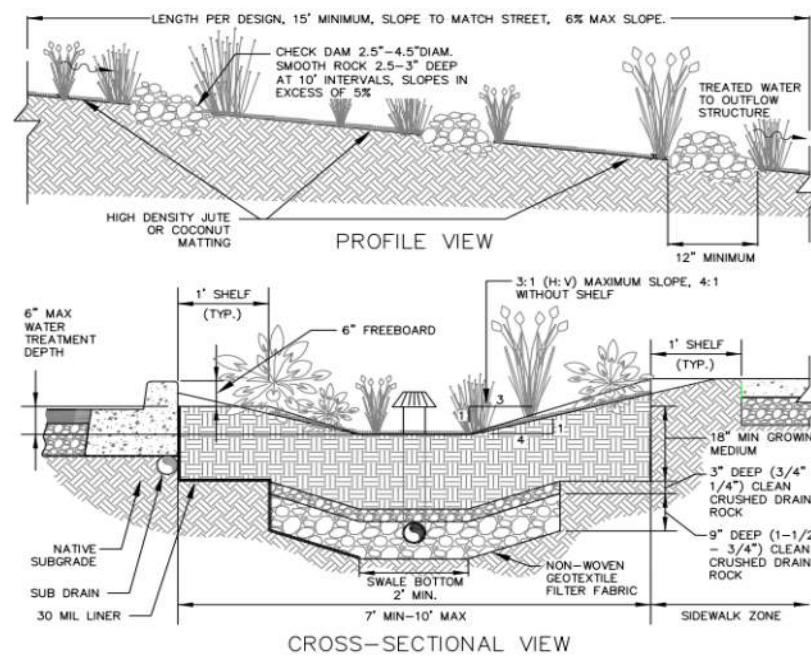 LENGTH PER DESIGN, 15' MINIMUM, SLOPE TO MATCH STREET, 6% MAX SLOPE.
CHECK DAM 2.5"-4.5"DIAM.
SMOOTH ROCK 2.5-3" DEEP
AT 10' INTERVALS, SLOPES IN
EXCESS OF 5%
TREATED WATER
TO OUTFLOW
STRUCTURE
HIGH DENSITY JUTE
OR COCONUT
MATTING
PROFILE VIEW
12" MINIMUM
3:1 (H:V) MAXIMUM SLOPE, 4:1
WITHOUT SHELF
1' SHELF
(TYP.)
6" MAX
WATER
TREATMENT
DEPTH
6" FREEBOARD
1' SHELF
(TYP.)
3
1
1
4
18" MIN GROWIN
MEDIUM
3" DEEP (3/4"
1/4") CLEAN
CRUSHED DRAIN
ROCK
9" DEEP (1-1/2
- 3/4") CLEAN
CRUSHED DRAIN
ROCK
NATIVE
SUBGRADE
SUB DRAIN
30 MIL LINER
SWALE BOTTOM
2' MIN.
NON-WOVEN
GEOTEXTILE
FILTER FABRIC
7' MIN-10' MAX
SIDEWALK ZONE
CROSS-SECTIONAL VIEW